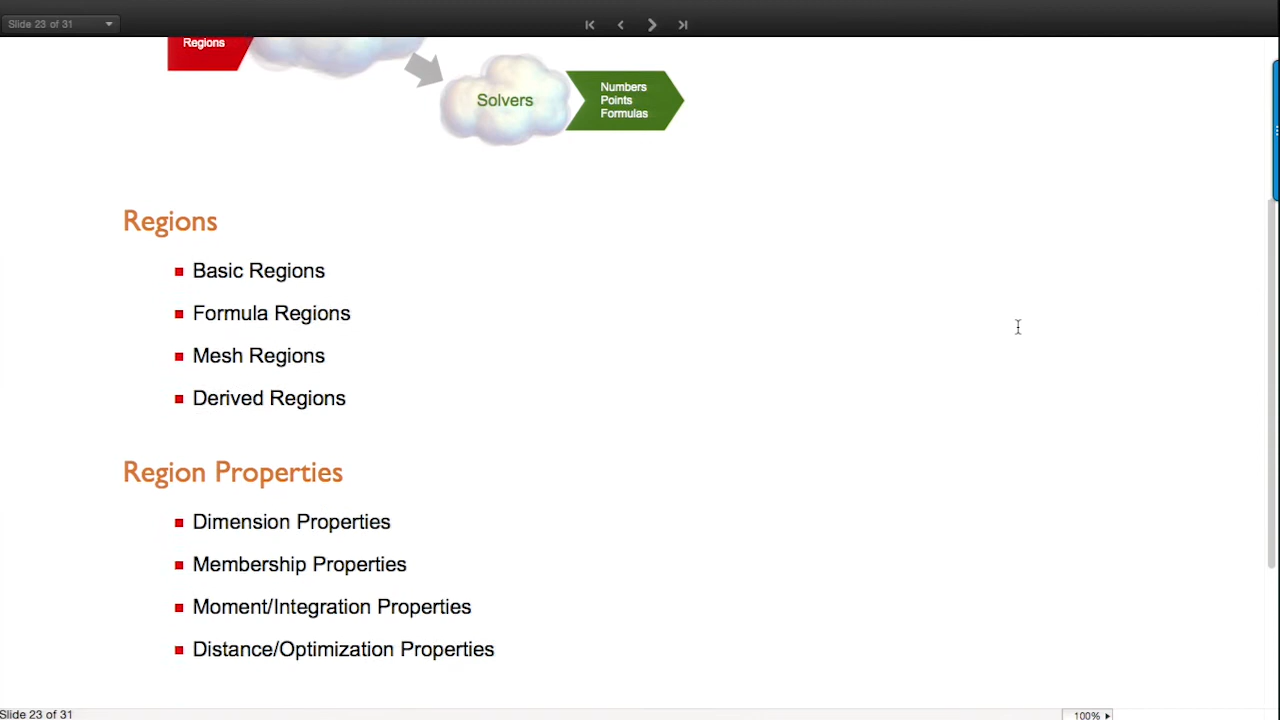 Slide 23 of 31
Regions
Solvers
Numbers
Points
Formulas
Regions
Basic Regions
Formula Regions
Mesh Regions
Derived Regions
Region Properties
Dimension Properties
Membership Properties
Moment/Integration Properties
Distance/Optimization Properties
Slide 23 of 31
100%